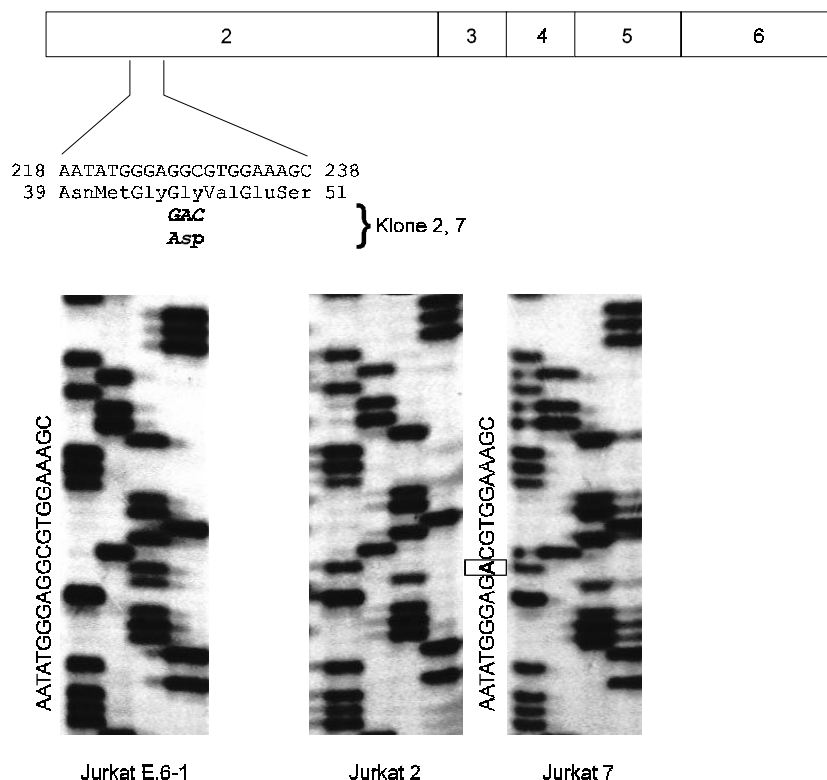 2 3 4 5 6
218 AATATGGGAGGCGTGGAAAGC 238
39 AsnMetGlyGlyValGluSer 51
GAC
Asp
} Klone 2, 7
AATATGGGAGGCGTGGAAAGC
AATATGGGAGACGTGGAAAGC
Jurkat E.6-1 Jurkat 2 Jurkat 7